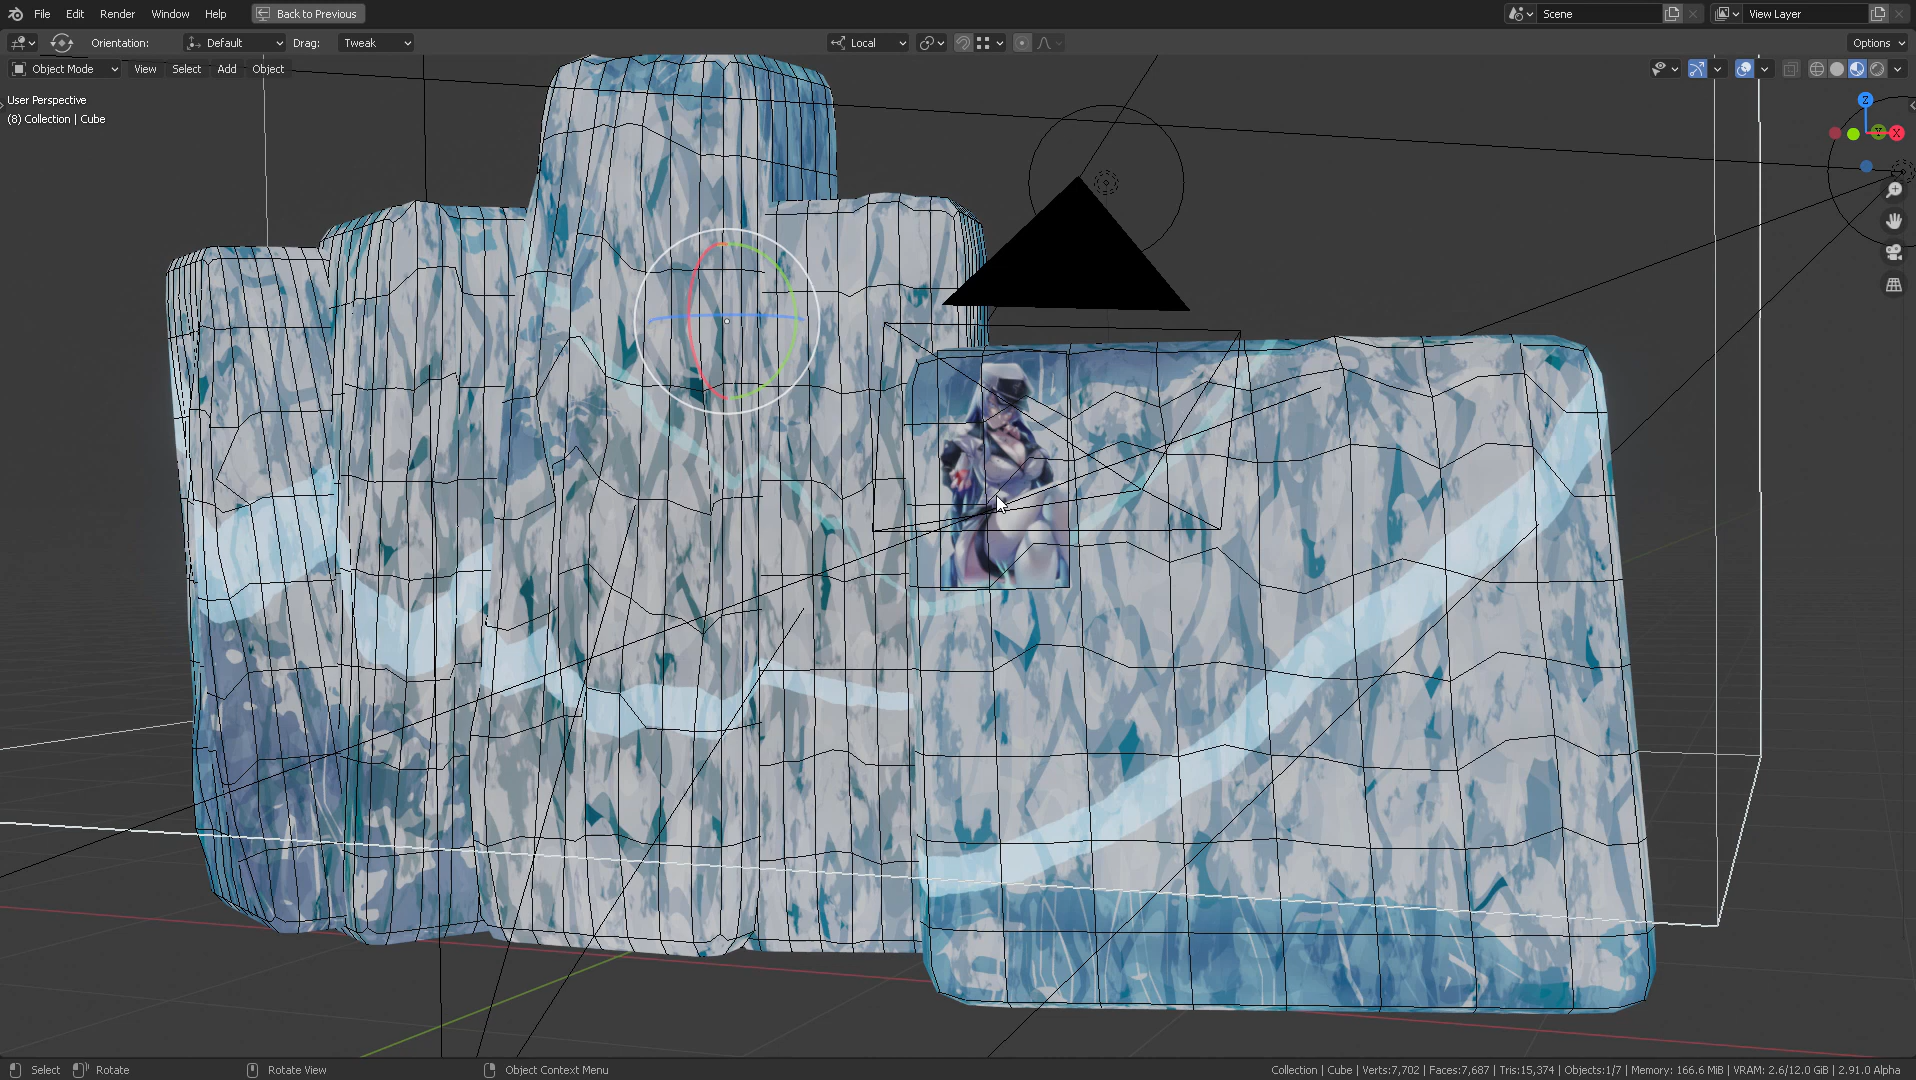 File Edit Render Window Help Back to Previous Scene View Layer
Orientation: Default Drag: Tweak Local Options
Object Mode View Select Add Object
User Perspective
(8) Collection | Cube
Z
Y X
Select Rotate Rotate View Object Context Menu Collection | Cube | Verts:7,702 | Faces:7,687 | Tris:15,374 | Objects:1/7 | Memory: 166.6 MiB | VRAM: 2.6/12.0 GiB | 2.91.0 Alpha